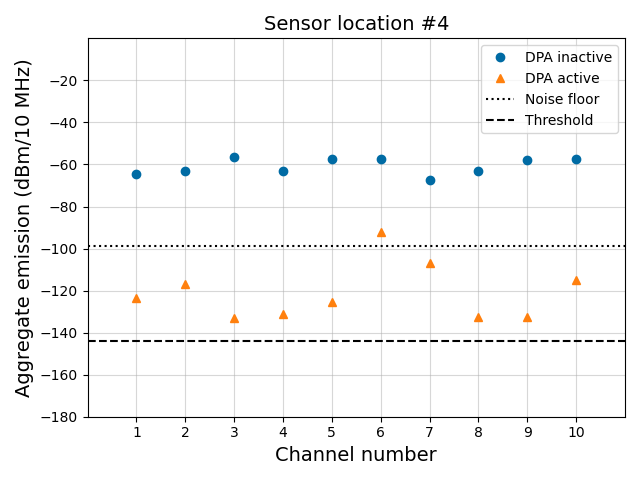 Sensor location #4
DPA inactive
DPA active
Noise floor
Threshold
Aggregate emission (dBm/10 MHz)
−20
−40
−60
−80
−100
−120
−140
−160
−180
1 2 3 4 5 6 7 8 9 10
Channel number